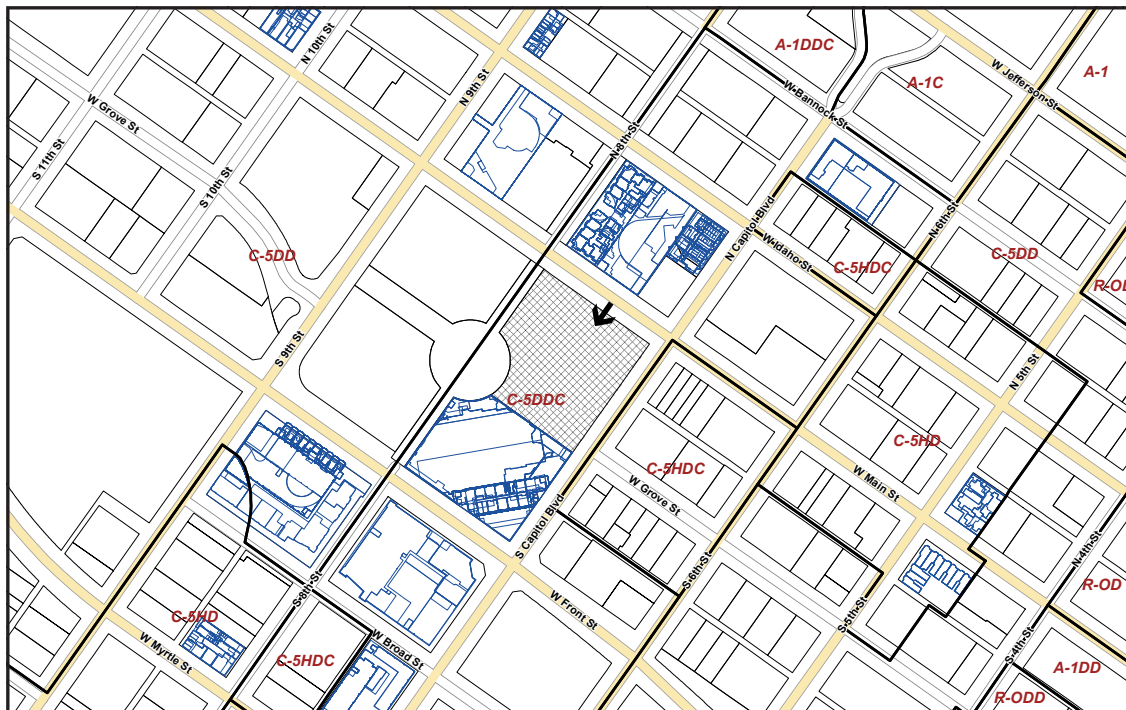 N 10th St
A-1DDC
W Jefferson St
A-1
N 9th St
A-1C
W Bannock St
W Grove St
N 8th St
S 11th St
S 10th St
N Capitol Blvd
N 6th St
W Idaho St
C-5DD
C-5DD
C-5HDC
R-OD
S 9th St
N 5th St
C-5DDC
C-5HD
C-5HDC
W Main St
W Grove St
S Capitol Blvd
N 4th St
S 6th St
R-OD
S 8th St
W Front St
S 5th St
C-5HD
W Broad St
S 4th St
W Myrtle St
C-5HDC
A-1DD
R-ODD